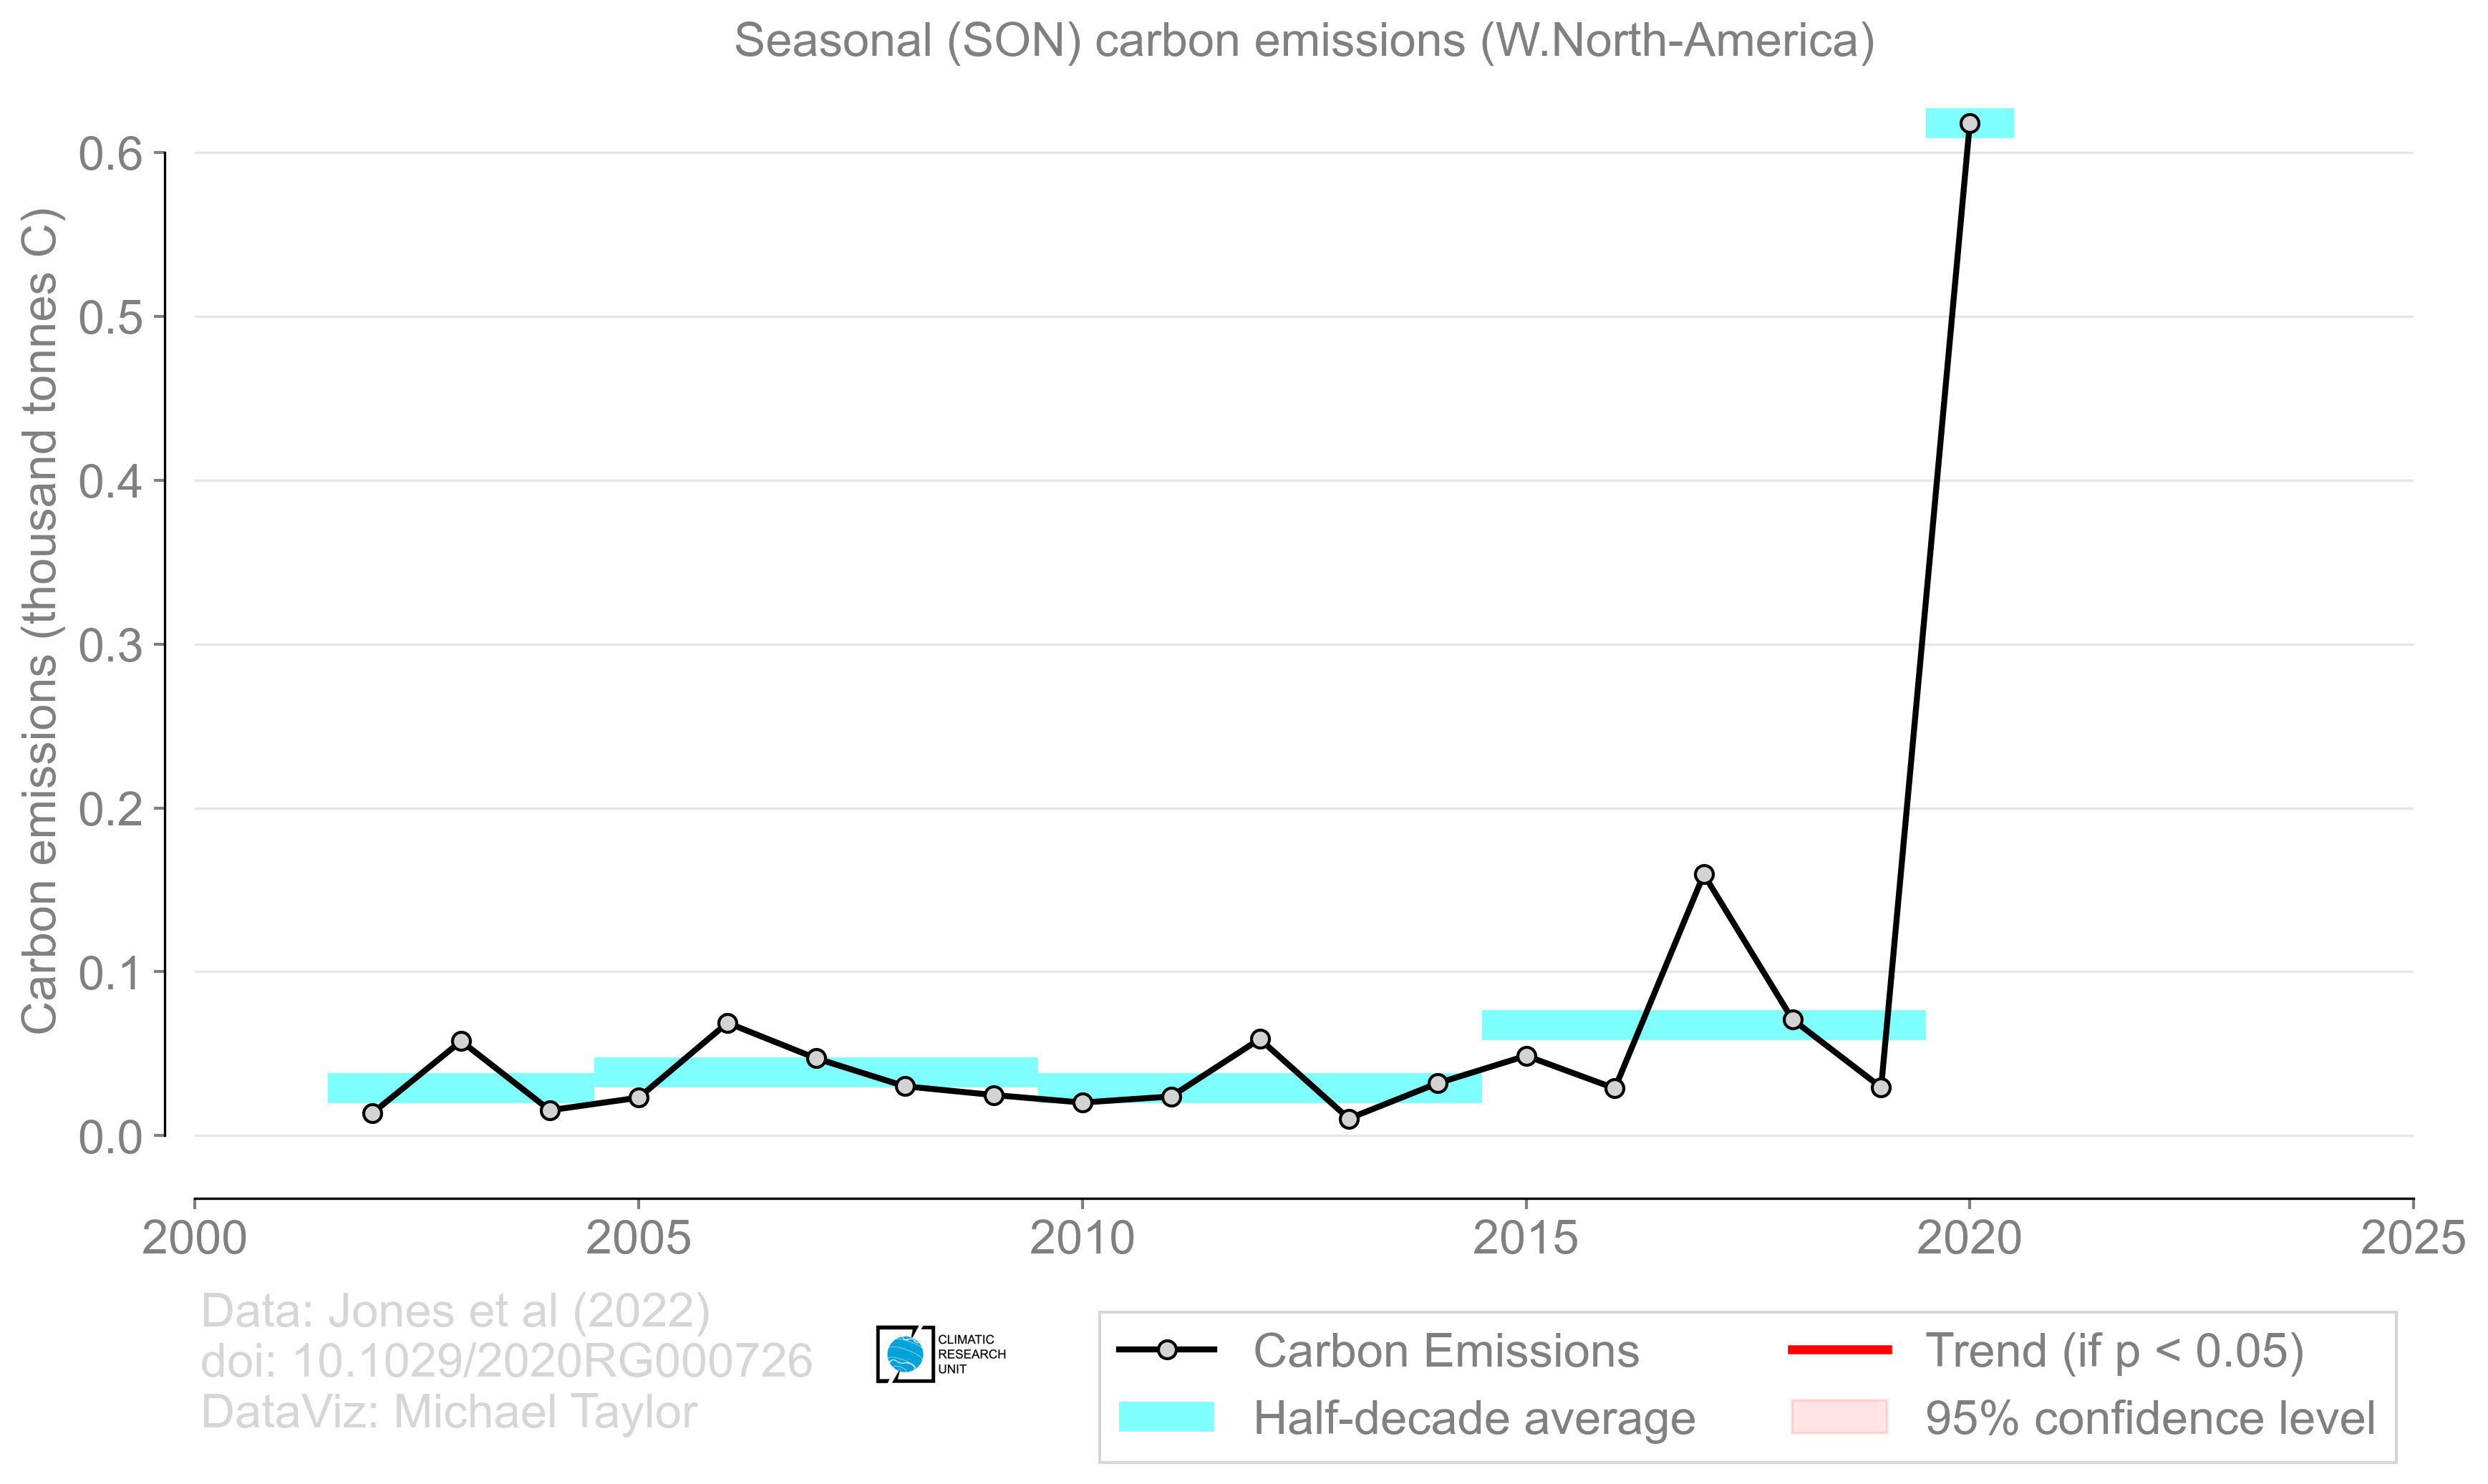 Seasonal (SON) carbon emissions (W.North-America)
Carbon emissions (thousand tonnes C)
0.6
0.5
0.4
0.3
0.2
0.1
0.0
2000
2005
2010
2015
2020
2025
Data: Jones et al (2022)
doi: 10.1029/2020RG000726
DataViz: Michael Taylor
CLIMATIC
RESEARCH
UNIT
Carbon Emissions
Half-decade average
Trend (if p < 0.05)
95% confidence level